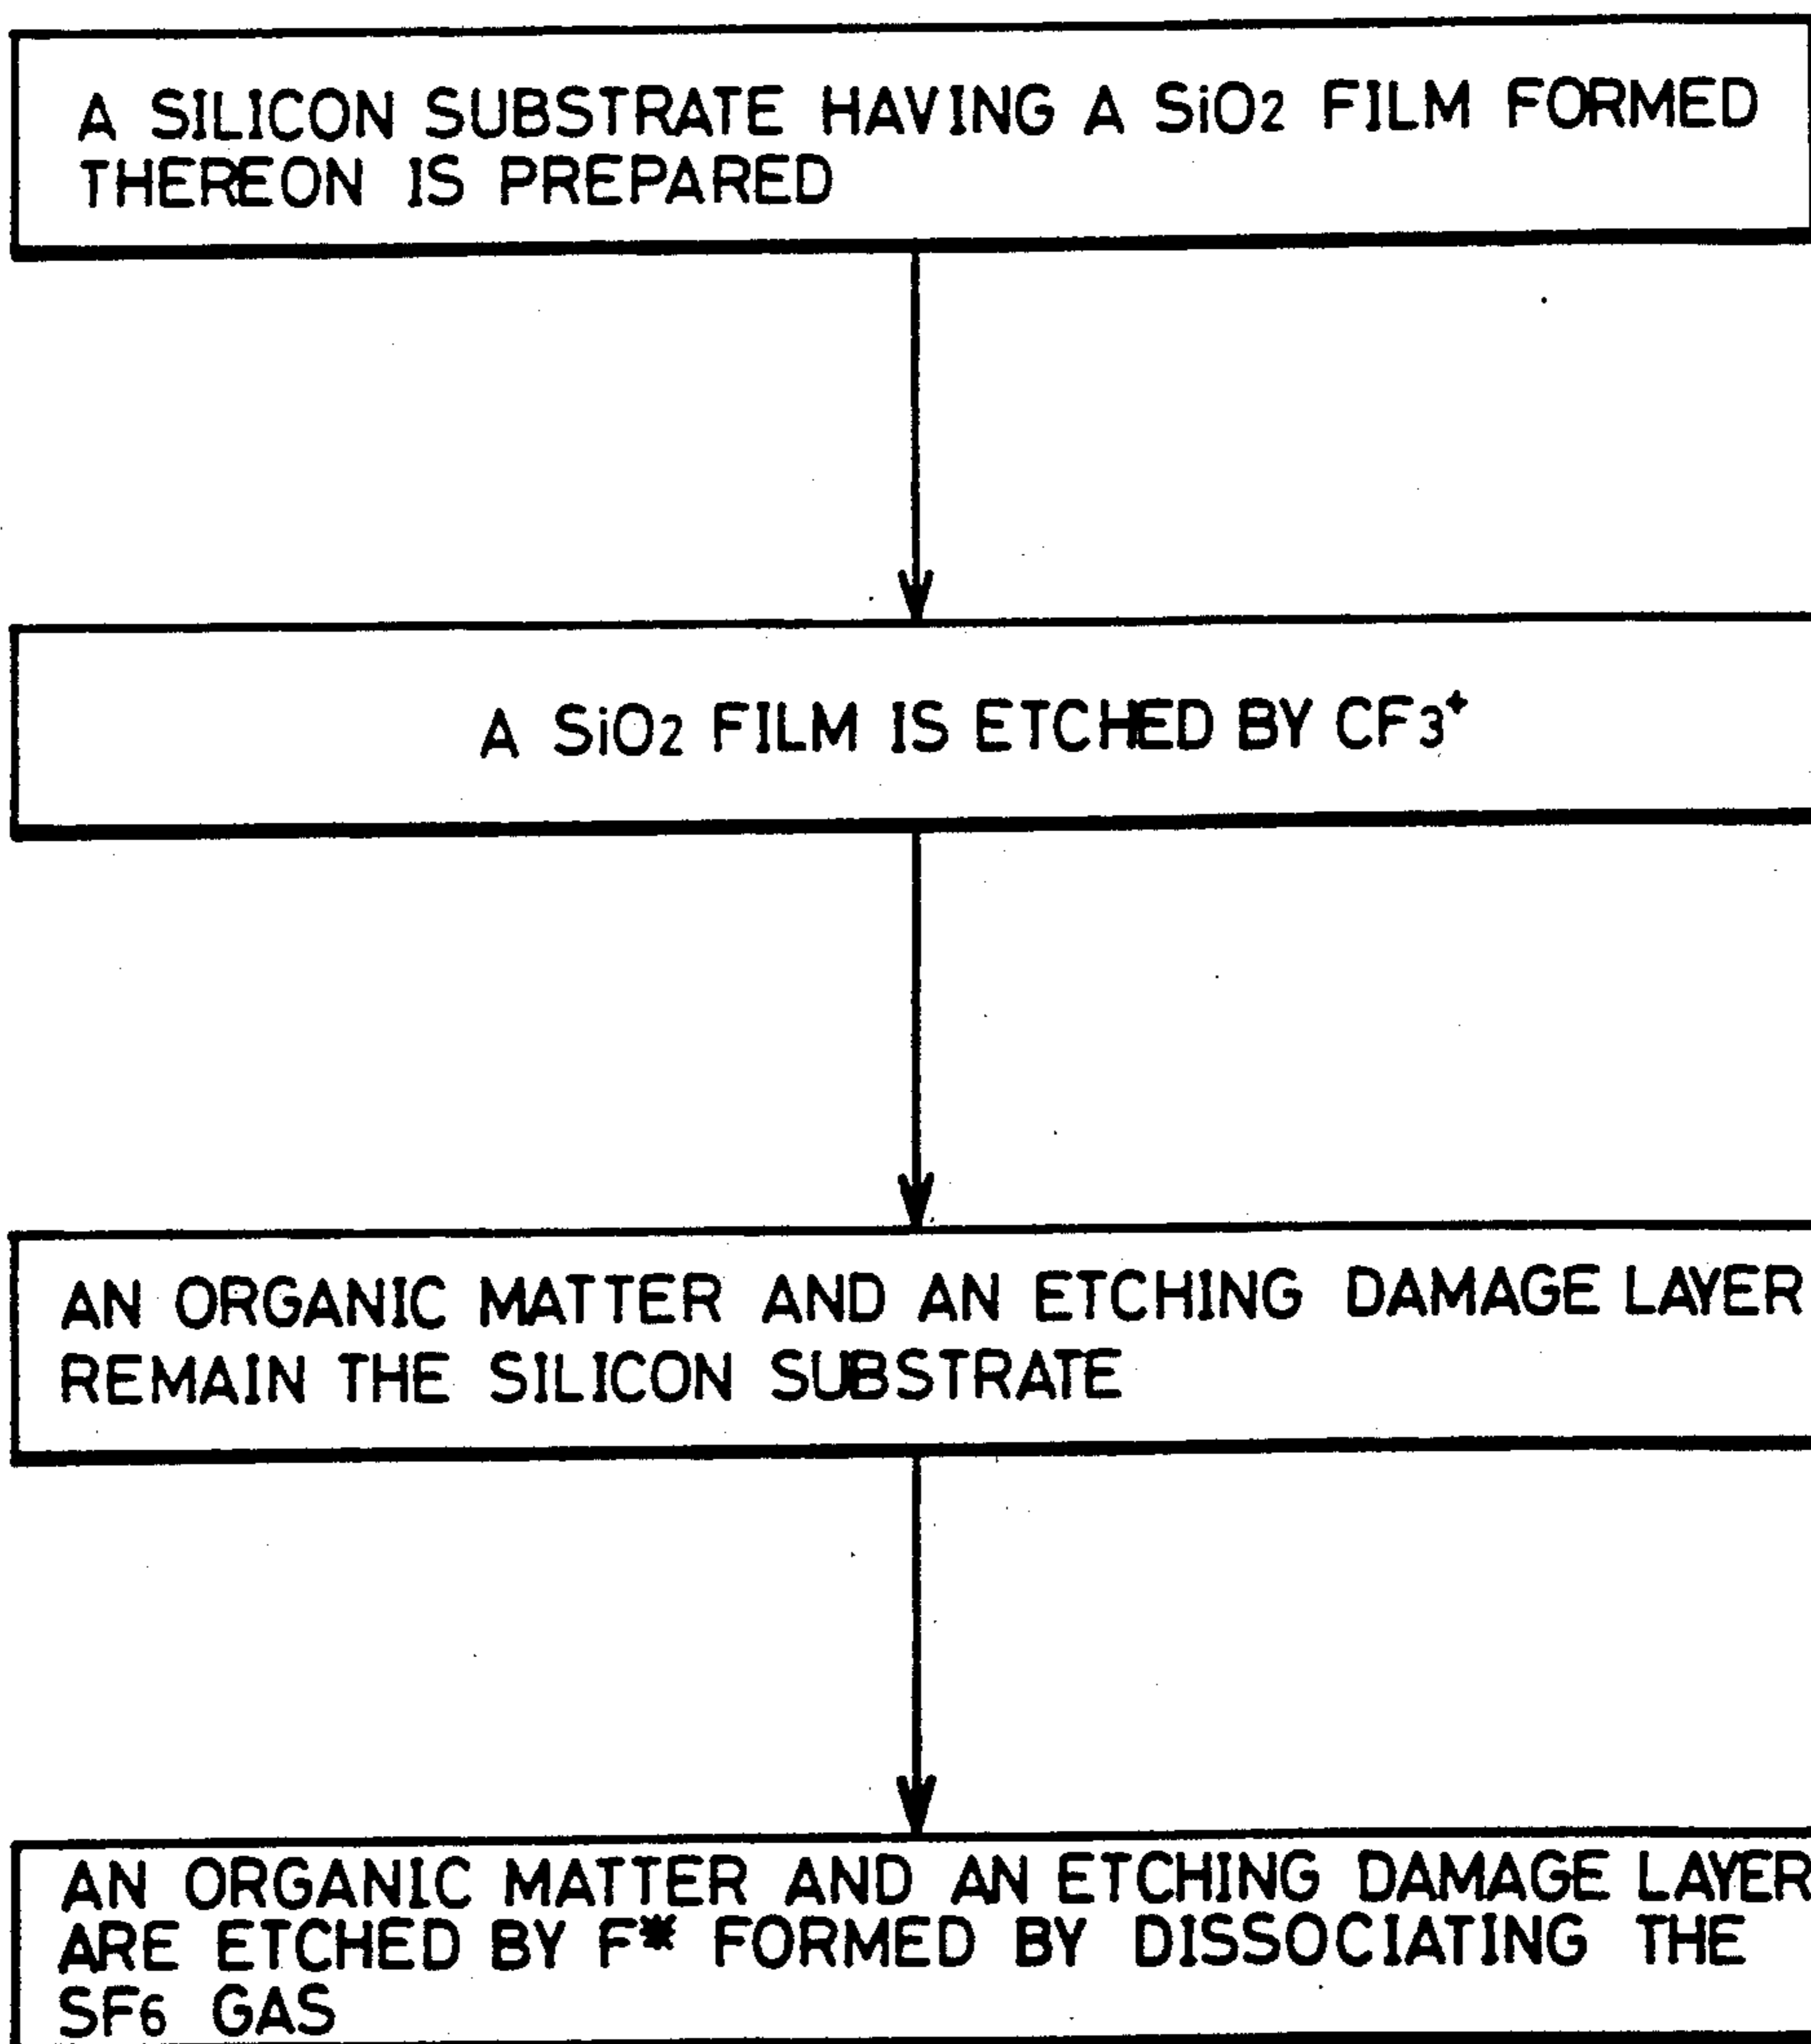 A SILICON SUBSTRATE HAVING A SiO2 FILM FORMED
THEREON IS PREPARED
A SiO2 FILM IS ETCHED BY CF3+
AN ORGANIC MATTER AND AN ETCHING DAMAGE LAYER
REMAIN THE SILICON SUBSTRATE
AN ORGANIC MATTER AND AN ETCHING DAMAGE LAYER
ARE ETCHED BY F* FORMED BY DISSOCIATING THE
SF6 GAS